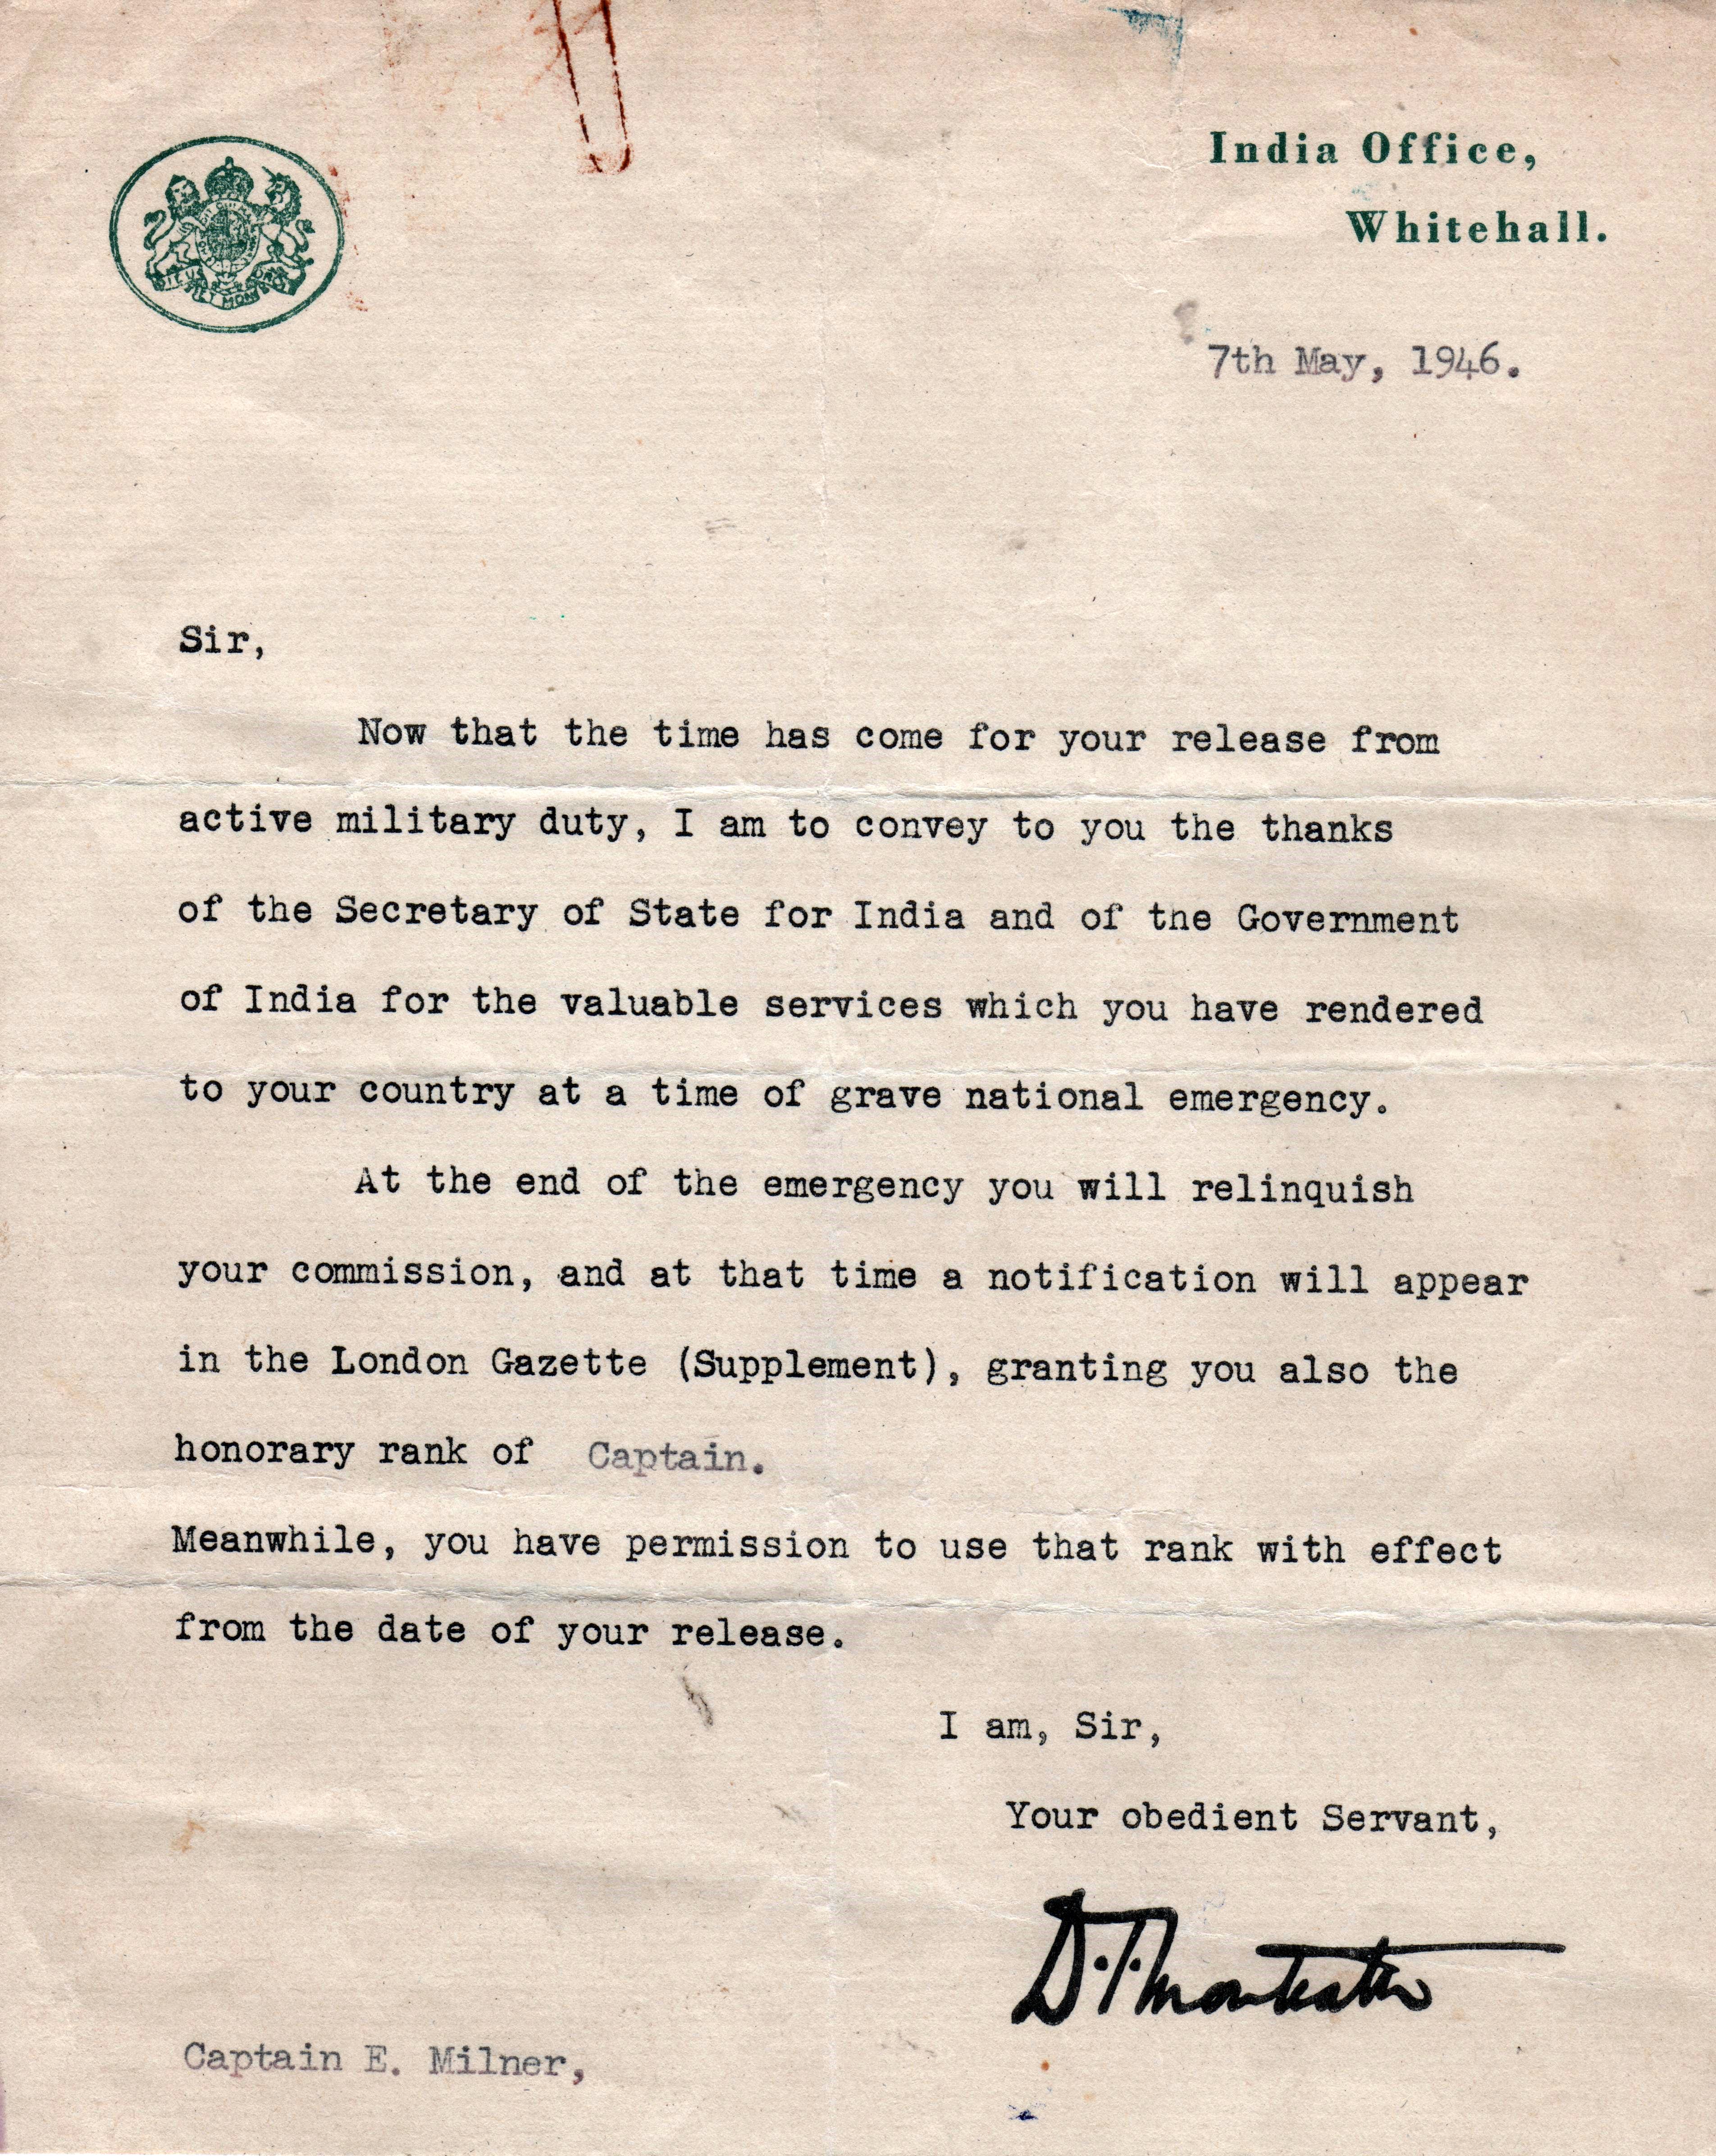 India Office,
Whitehall.
7th May, 1946.
Sir,
Now that the time has come for your release from
active military duty, I am to convey to you the thanks
of the Secretary of State for India and of the Government
of India for the valuable services which you have rendered
to your country at a time of grave national emergency.
At the end of the emergency you will relinquish
your commission, and at that time a notification will appear
in the London Gazette (Supplement), granting you also the
honorary rank of Captain.
Meanwhile, you have permission to use that rank with effect
from the date of your release.
I am, Sir,
Your obedient Servant,
D.T. Monteath
Captain E. Milner,